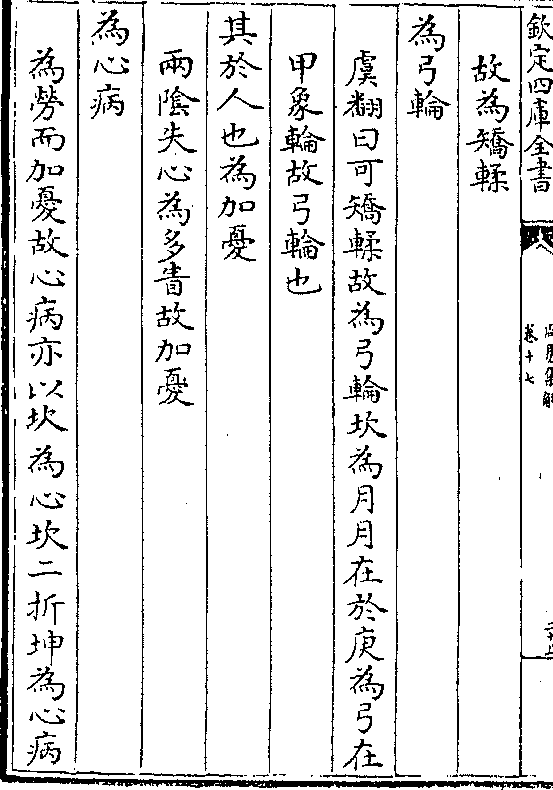 欽定四庫全書
卷十七
故為矯輮
為弓輪
虞翻曰可矯輮故為弓輪坎為月月在於庚為弓在
甲象輪故弓輪也
其於人也為加憂
兩陰失心為多眚故加憂
為心病
為勞而加憂故心病亦以坎為心坎二折坤為心病